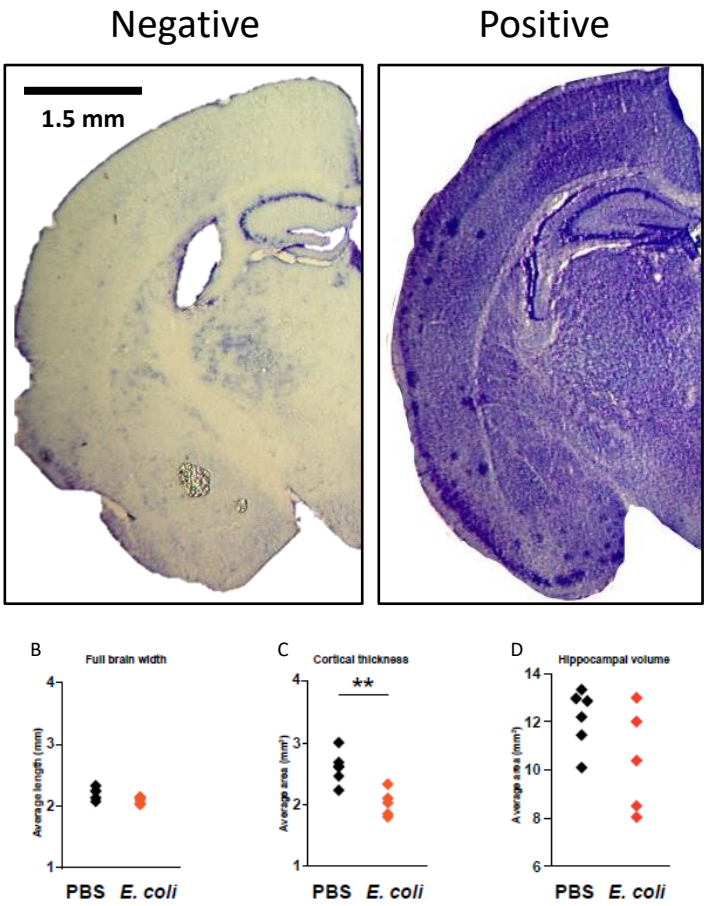 Negative Positive
1.5 mm
B Full brain width
4
3
2
1
Average length (mm)
PBS E. coli
C Cortical thickness
4
3
2
1
Average area (mm²)
**
PBS E. coli
D Hippocampal volume
14
12
10
8
6
Average area (mm²)
PBS E. coli